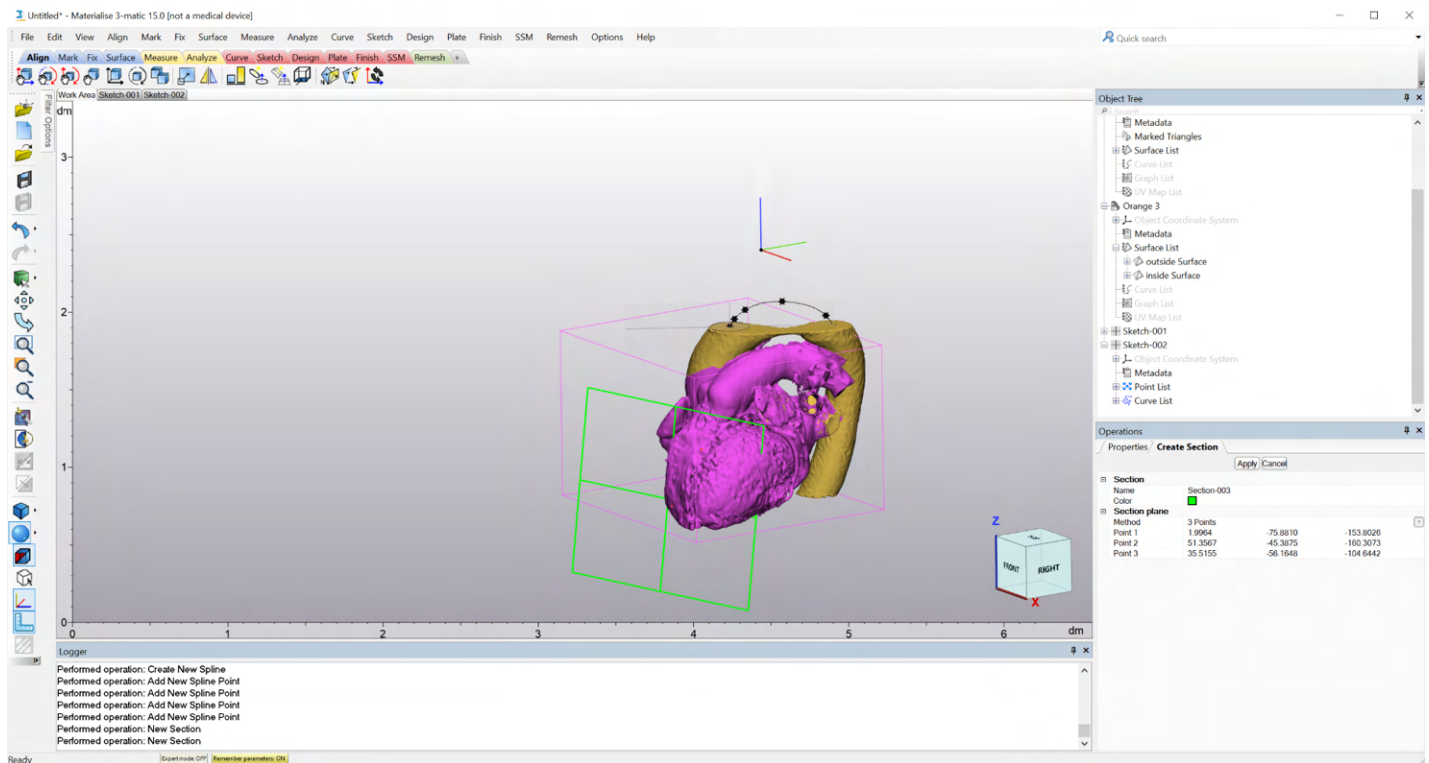 Untitled* - Materialise 3-matic 15.0 [not a medical device]
File Edit View Align Mark Fix Surface Measure Analyze Curve Sketch Design Plate Finish SSM Remesh Options Help
Quick search
Align Mark Fix Surface Measure Analyze Curve Sketch Design Plate Finish SSM Remesh +
Work Area Sketch-001 Sketch-002
Filter Options
dm
3
2
1
0
0 1 2 3 4 5 6 dm
Z
FRONT RIGHT
X
Object Tree
Search
Metadata
Marked Triangles
Surface List
Curve List
Graph List
UV Map List
Orange 3
Object Coordinate System
Metadata
Surface List
outside Surface
inside Surface
Curve List
Graph List
UV Map List
Sketch-001
Sketch-002
Object Coordinate System
Metadata
Point List
Curve List
Operations
Properties Create Section
Apply Cancel
Section
Name Section-003
Color
Section plane
Method 3 Points
Point 1 1.9964 -75.8810 -153.8026
Point 2 51.3567 -45.3875 -160.3073
Point 3 35.5155 -56.1648 -104.6442
Logger
Performed operation: Create New Spline
Performed operation: Add New Spline Point
Performed operation: Add New Spline Point
Performed operation: Add New Spline Point
Performed operation: Add New Spline Point
Performed operation: New Section
Performed operation: New Section
Ready
Expert mode: OFF Remember parameters: ON